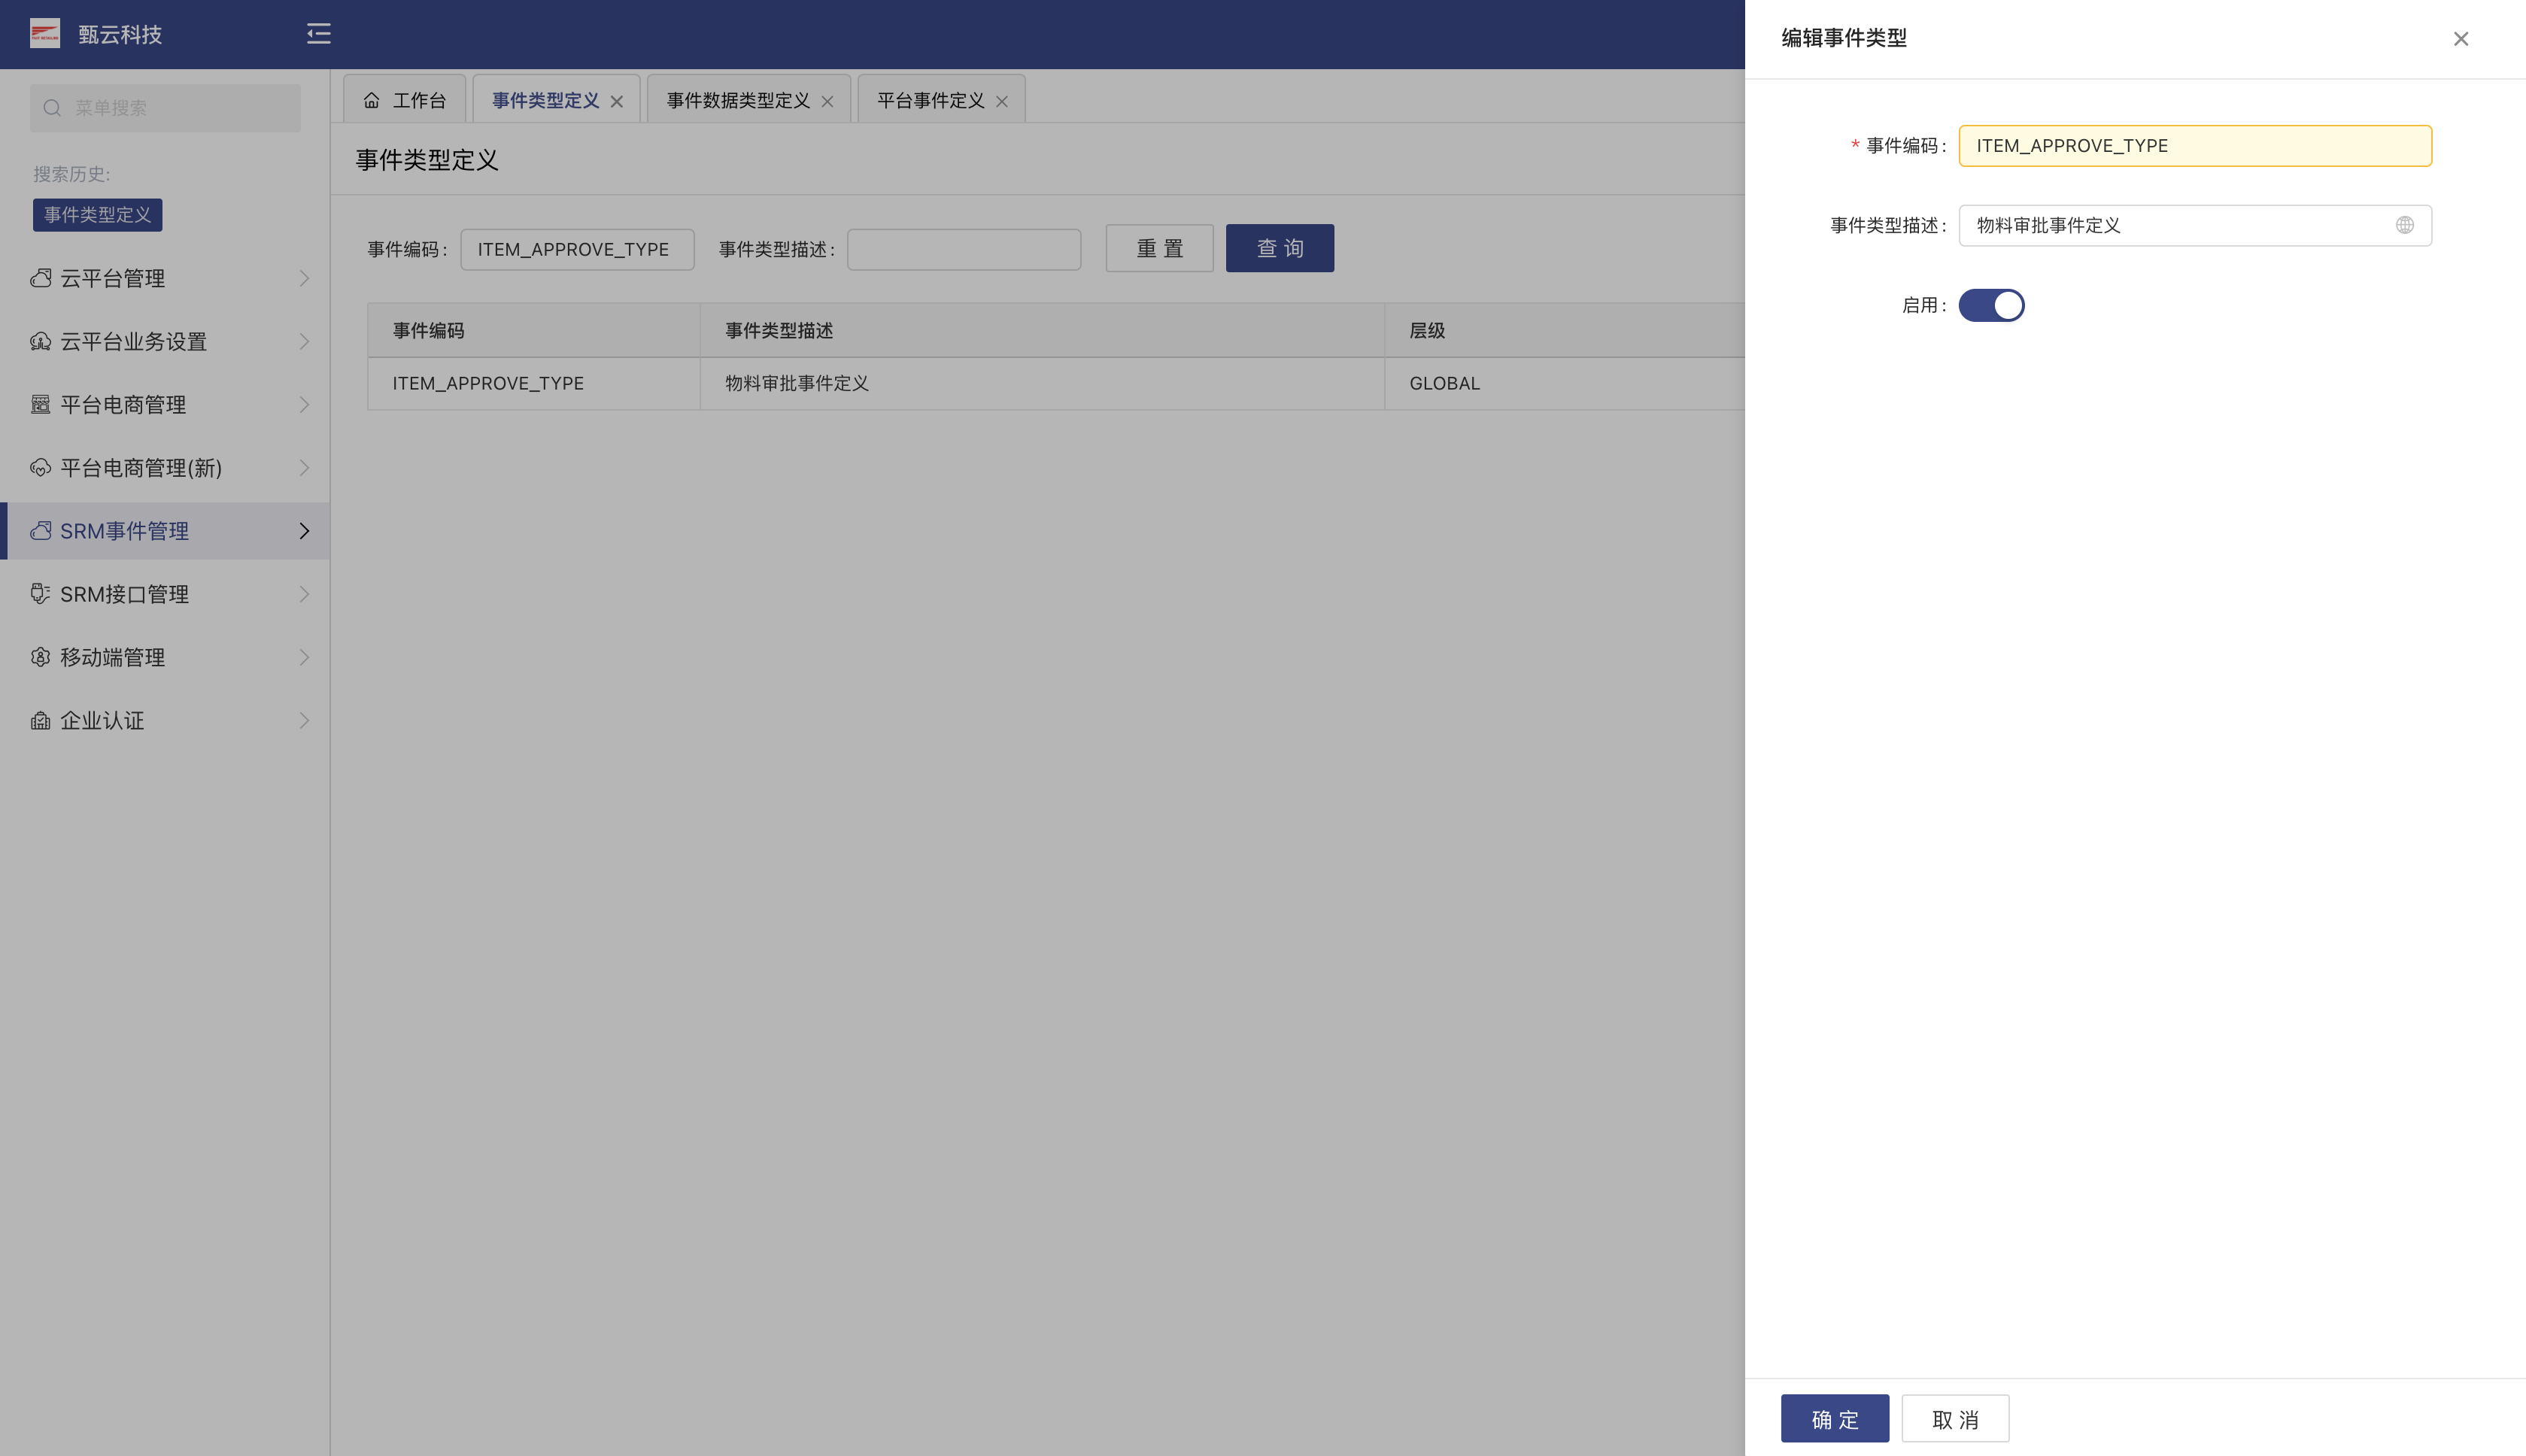 甄云科技
菜单搜索
搜索历史:
事件类型定义
云平台管理
云平台业务设置
平台电商管理
平台电商管理(新)
SRM事件管理
SRM接口管理
移动端管理
企业认证
工作台 事件类型定义 事件数据类型定义 平台事件定义
事件类型定义
事件编码: ITEM_APPROVE_TYPE 事件类型描述: 重置 查询
事件编码 事件类型描述 层级
ITEM_APPROVE_TYPE 物料审批事件定义 GLOBAL
编辑事件类型
* 事件编码: ITEM_APPROVE_TYPE
事件类型描述: 物料审批事件定义
启用:
确定 取消